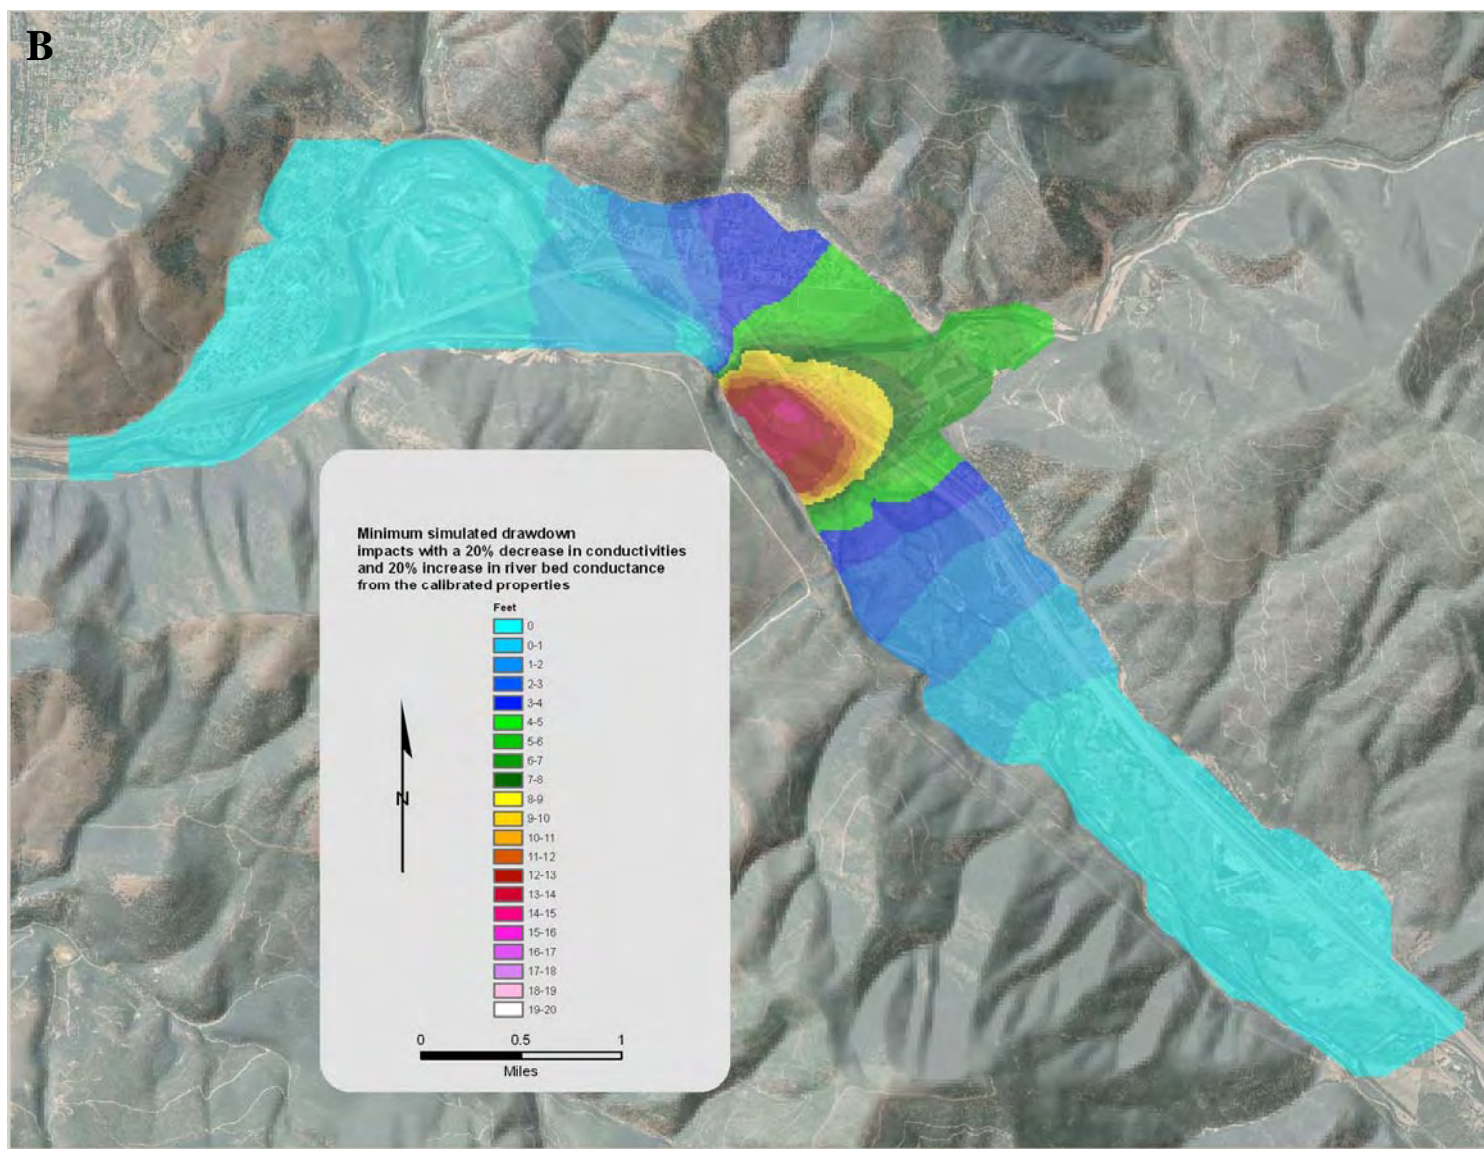 B
Minimum simulated drawdown
impacts with a 20% decrease in conductivities
and 20% increase in river bed conductance
from the calibrated properties
Feet
0
0-1
1-2
2-3
3-4
4-5
5-6
6-7
7-8
8-9
9-10
10-11
11-12
12-13
13-14
14-15
15-16
16-17
17-18
18-19
19-20
N
0 0.5 1
Miles